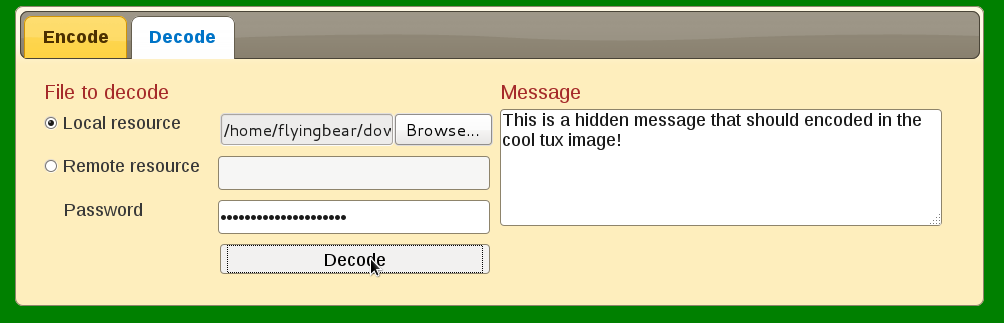 Encode Decode
File to decode
Local resource /home/flyingbear/dov Browse...
Remote resource
Password ••••••••••••••••••••••
Decode
Message
This is a hidden message that should encoded in the
cool tux image!